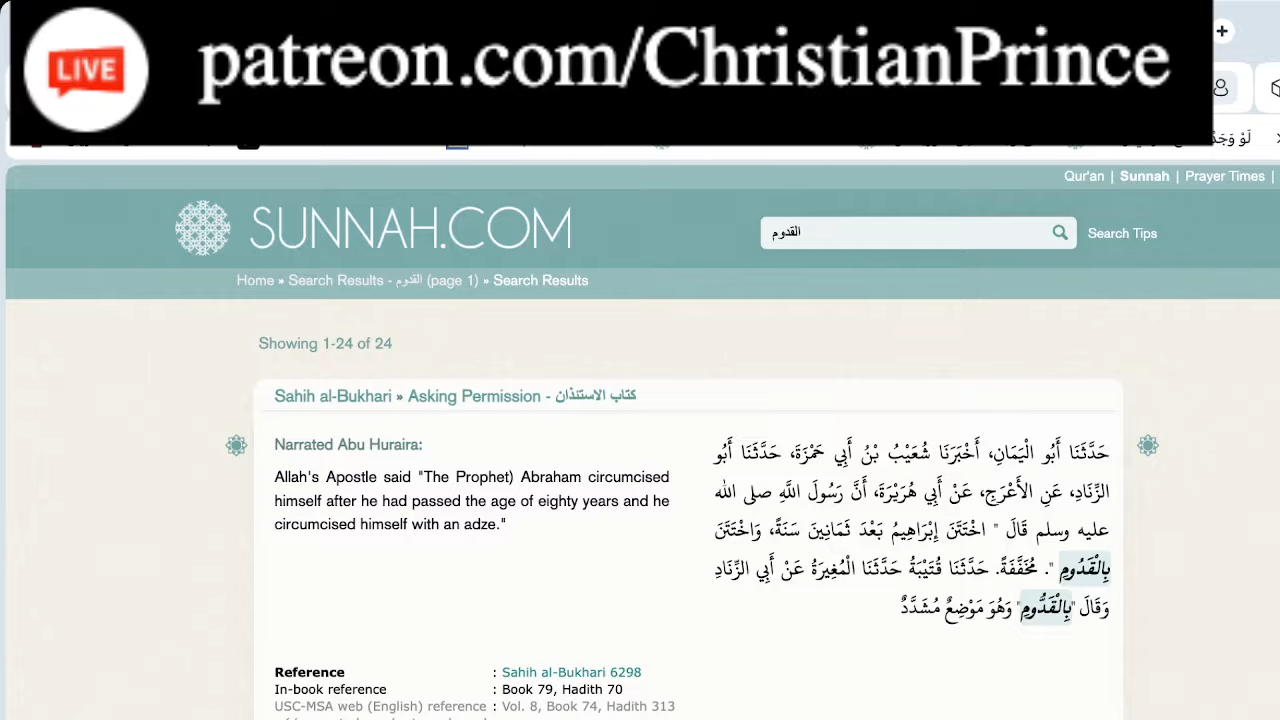 LIVE
patreon.com/ChristianPrince
لَوْ وَجَدْ
Qur'an | Sunnah | Prayer Times |
SUNNAH.COM
القدوم
Search Tips
Home » Search Results - القدوم (page 1) » Search Results
Showing 1-24 of 24
Sahih al-Bukhari » Asking Permission - كتاب الاستئذان
Narrated Abu Huraira:
Allah's Apostle said "The Prophet) Abraham circumcised
himself after he had passed the age of eighty years and he
circumcised himself with an adze."
حَدَّثَنَا أَبُو الْيَمَانِ، أَخْبَرَنَا شُعَيْبُ بْنُ أَبِي حَمْزَةَ، حَدَّثَنَا أَبُو
الزِّنَادِ، عَنِ الأَعْرَجِ، عَنْ أَبِي هُرَيْرَةَ، أَنَّ رَسُولَ اللَّهِ صلى الله
عليه وسلم قَالَ " اخْتَتَنَ إِبْرَاهِيمُ بَعْدَ ثَمَانِينَ سَنَةً، وَاخْتَتَنَ
بِالْقَدُومِ ". مُخَفَّفَةً. حَدَّثَنَا قُتَيْبَةُ حَدَّثَنَا الْمُغِيرَةُ عَنْ أَبِي الزِّنَادِ
وَقَالَ "بِالْقَدُّومِ" وَهُوَ مَوْضِعٌ مُشَدَّدٌ
Reference : Sahih al-Bukhari 6298
In-book reference : Book 79, Hadith 70
USC-MSA web (English) reference : Vol. 8, Book 74, Hadith 313